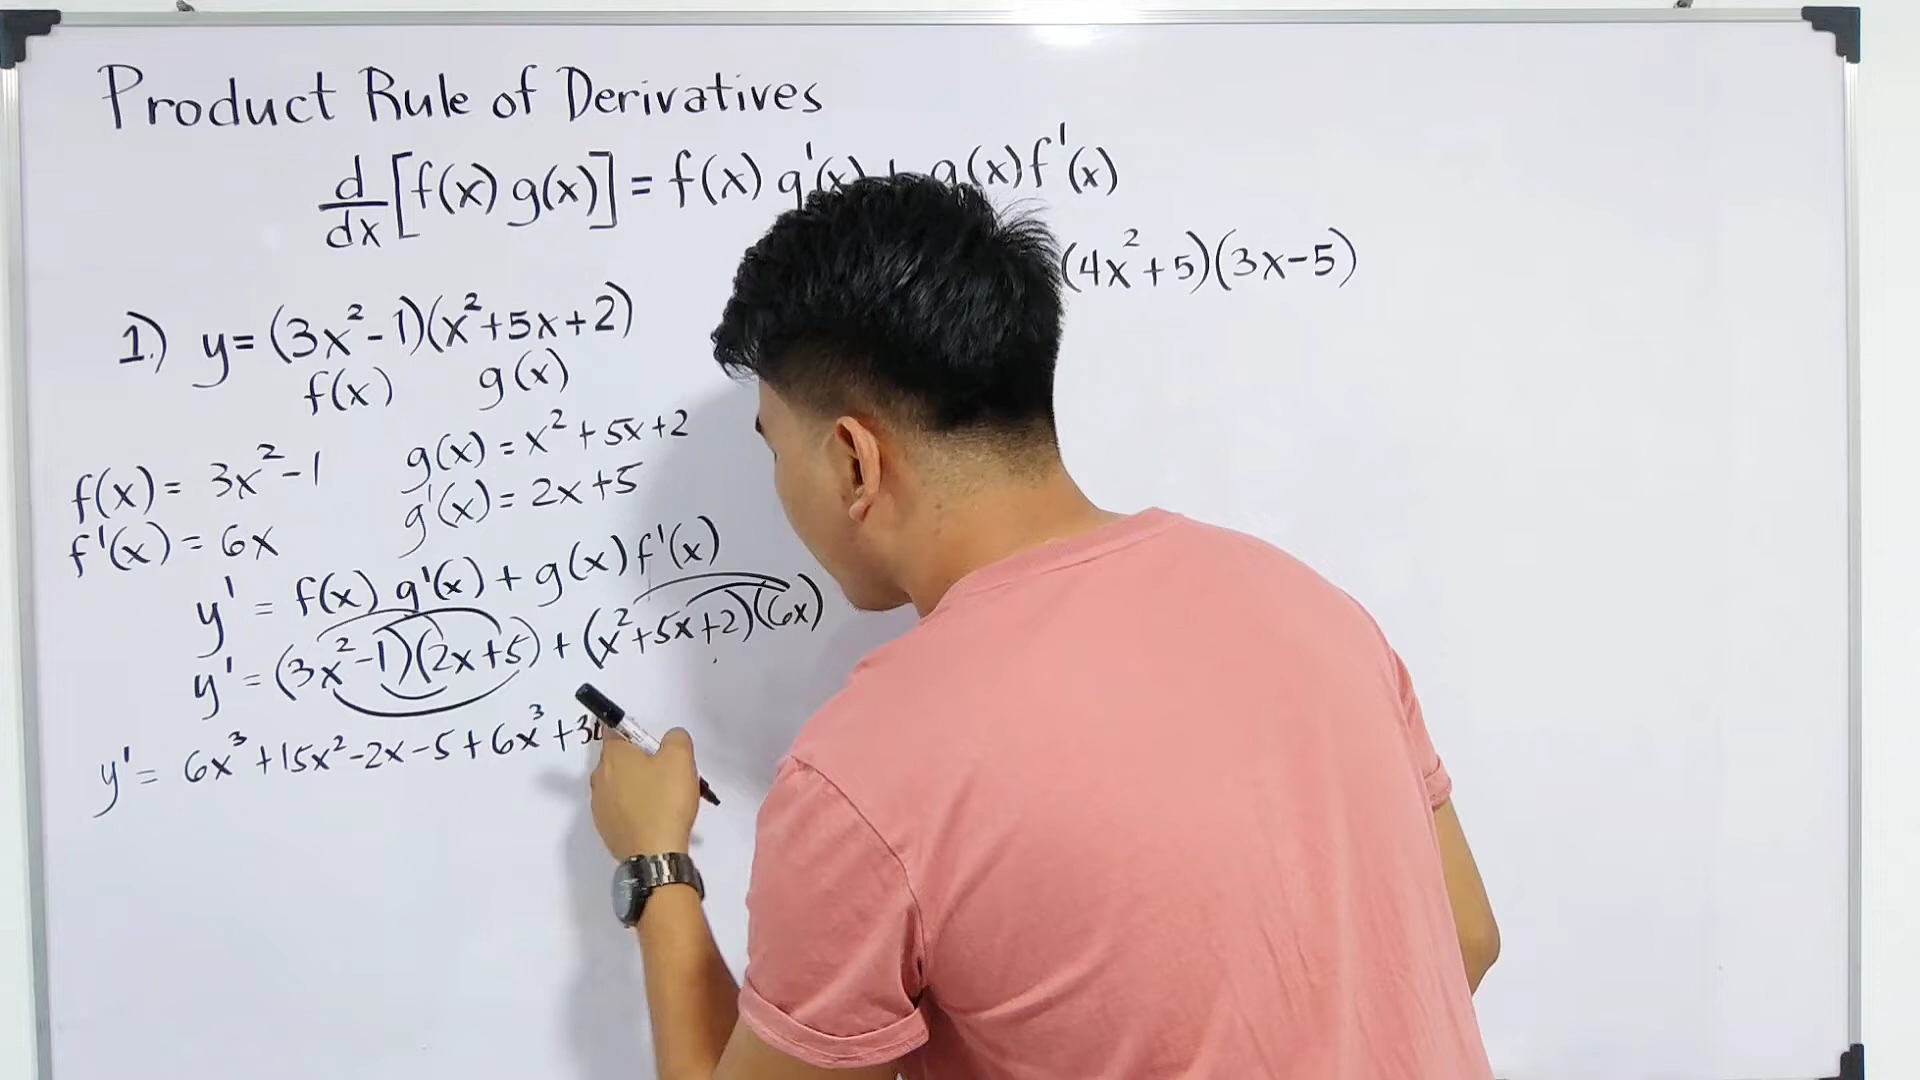 Product Rule of Derivatives
d/dx [f(x) g(x)] = f(x) g'(x) + g(x) f'(x)
1.) y = (3x²-1)(x²+5x+2)
f(x) g(x)
f(x) = 3x²-1
f'(x) = 6x
g(x) = x²+5x+2
g'(x) = 2x+5
y' = f(x) g'(x) + g(x) f'(x)
y' = (3x²-1)(2x+5) + (x²+5x+2)(6x)
y' = 6x³+15x²-2x-5+6x³+3
(4x²+5)(3x-5)